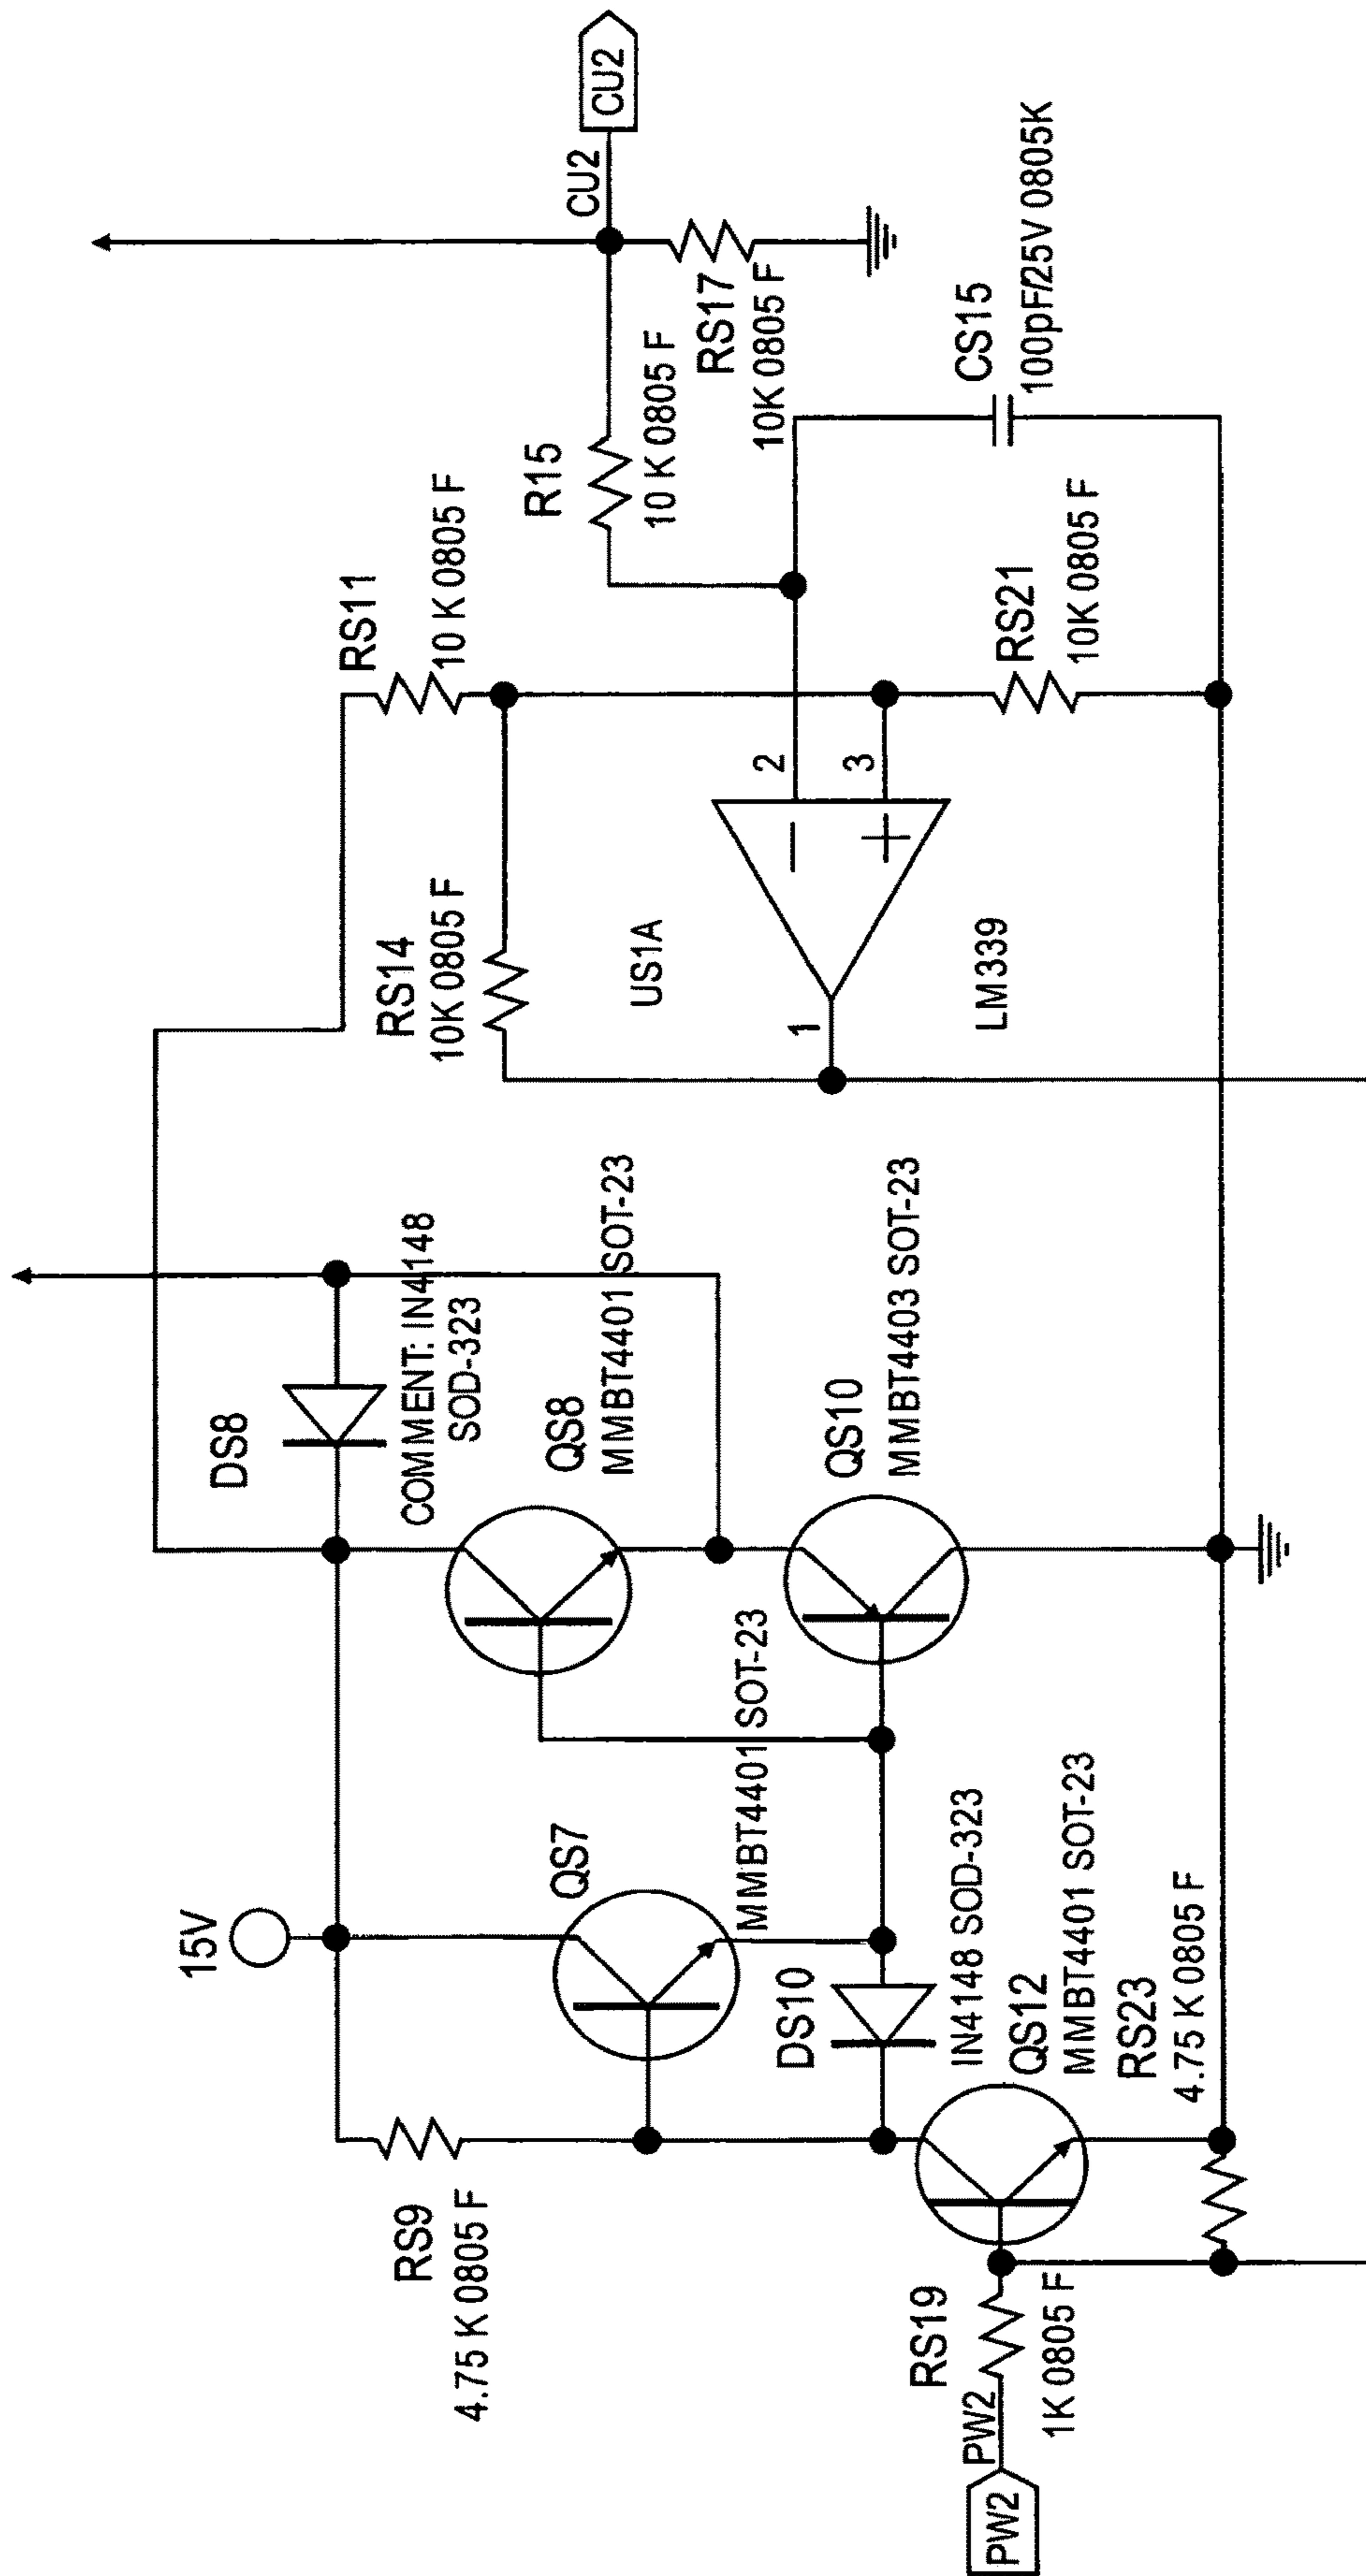 15V
RS9
4.75 K 0805 F
QS7
MMBT4401 SOT-23
DS8
COMMENT: IN4148
SOD-323
QS8
MMBT4401 SOT-23
QS10
MMBT4403 SOT-23
DS10
IN4148 SOD-323
QS12
MMBT4401 SOT-23
RS23
4.75 K 0805 F
RS19
1K 0805 F
PW2
PW2
RS11
10 K 0805 F
RS14
10K 0805 F
US1A
LM339
1
2
3
−
+
R15
10 K 0805 F
RS17
10K 0805 F
CU2
CU2
RS21
10K 0805 F
CS15
100pF/25V 0805K